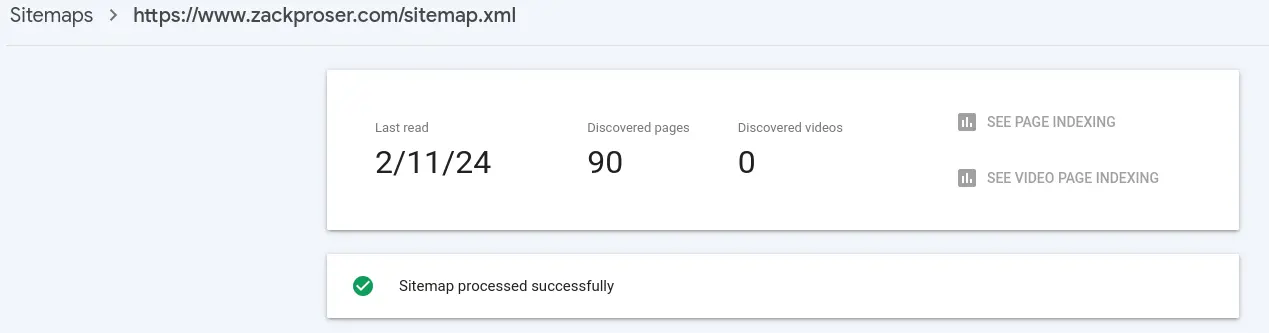 Sitemaps > https://www.zackproser.com/sitemap.xml
Last read Discovered pages Discovered videos
2/11/24 90 0
SEE PAGE INDEXING
SEE VIDEO PAGE INDEXING
Sitemap processed successfully